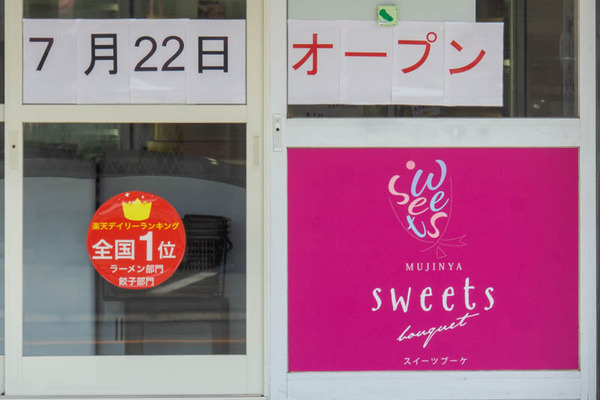 7月22日 オープン
楽天デイリーランキング
全国1位
ラーメン部門
餃子部門
sweets
MUJINYA
sweets
bouquet
スイーツブーケ